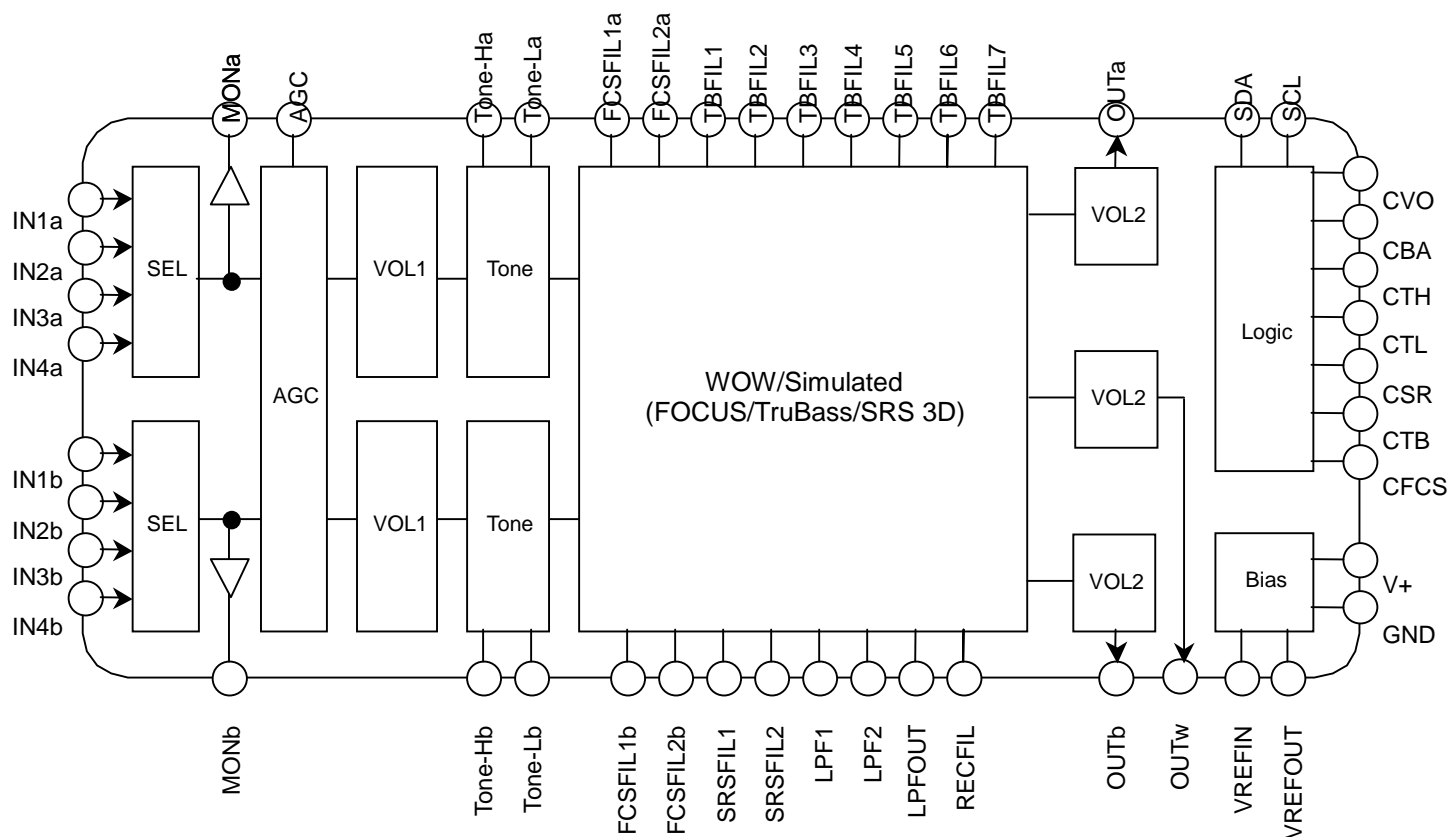 MONa
AGC
Tone-Ha
Tone-La
FCSFIL1a
FCSFIL2a
TBFIL1
TBFIL2
TBFIL3
TBFIL4
TBFIL5
TBFIL6
TBFIL7
OUTa
SDA
SCL
IN1a
IN2a
IN3a
IN4a
SEL
AGC
VOL1
Tone
WOW/Simulated
(FOCUS/TruBass/SRS 3D)
VOL2
VOL2
VOL2
Logic
CVO
CBA
CTH
CTL
CSR
CTB
CFCS
IN1b
IN2b
IN3b
IN4b
SEL
VOL1
Tone
Bias
V+
GND
MONb
Tone-Hb
Tone-Lb
FCSFIL1b
FCSFIL2b
SRSFIL1
SRSFIL2
LPF1
LPF2
LPFOUT
RECFIL
OUTb
OUTw
VREFIN
VREFOUT